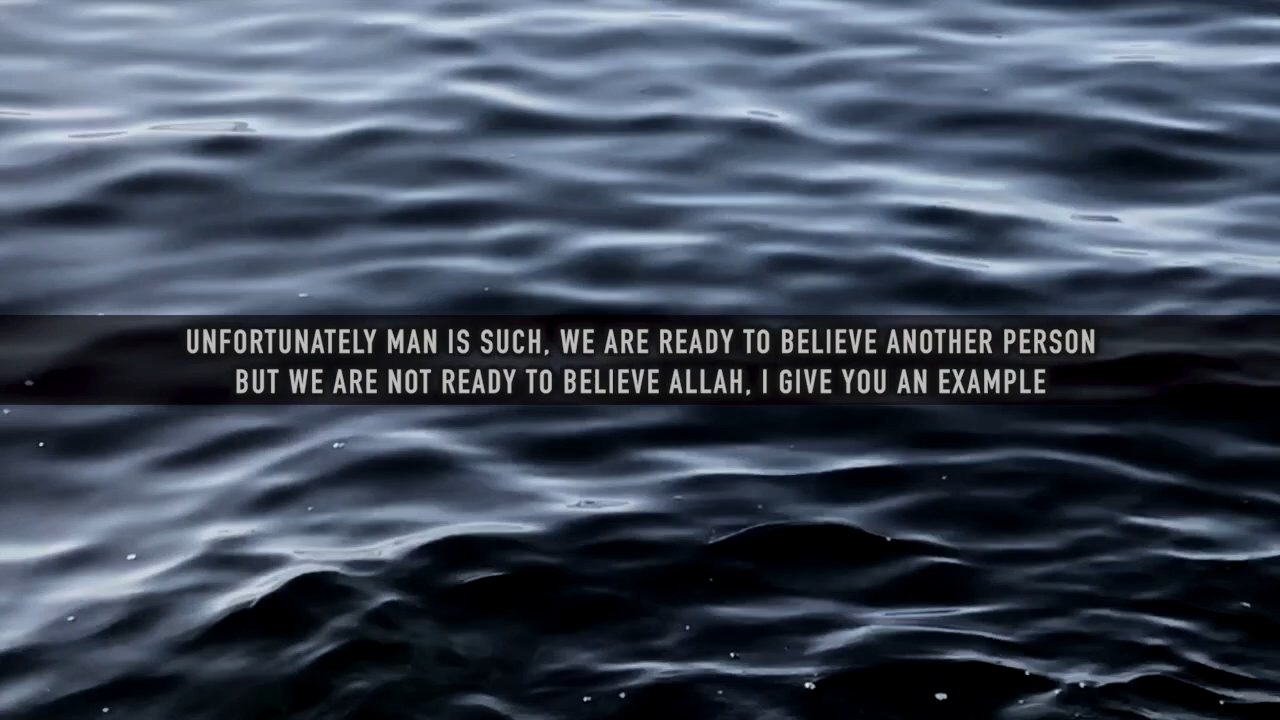 UNFORTUNATELY MAN IS SUCH, WE ARE READY TO BELIEVE ANOTHER PERSON
BUT WE ARE NOT READY TO BELIEVE ALLAH, I GIVE YOU AN EXAMPLE